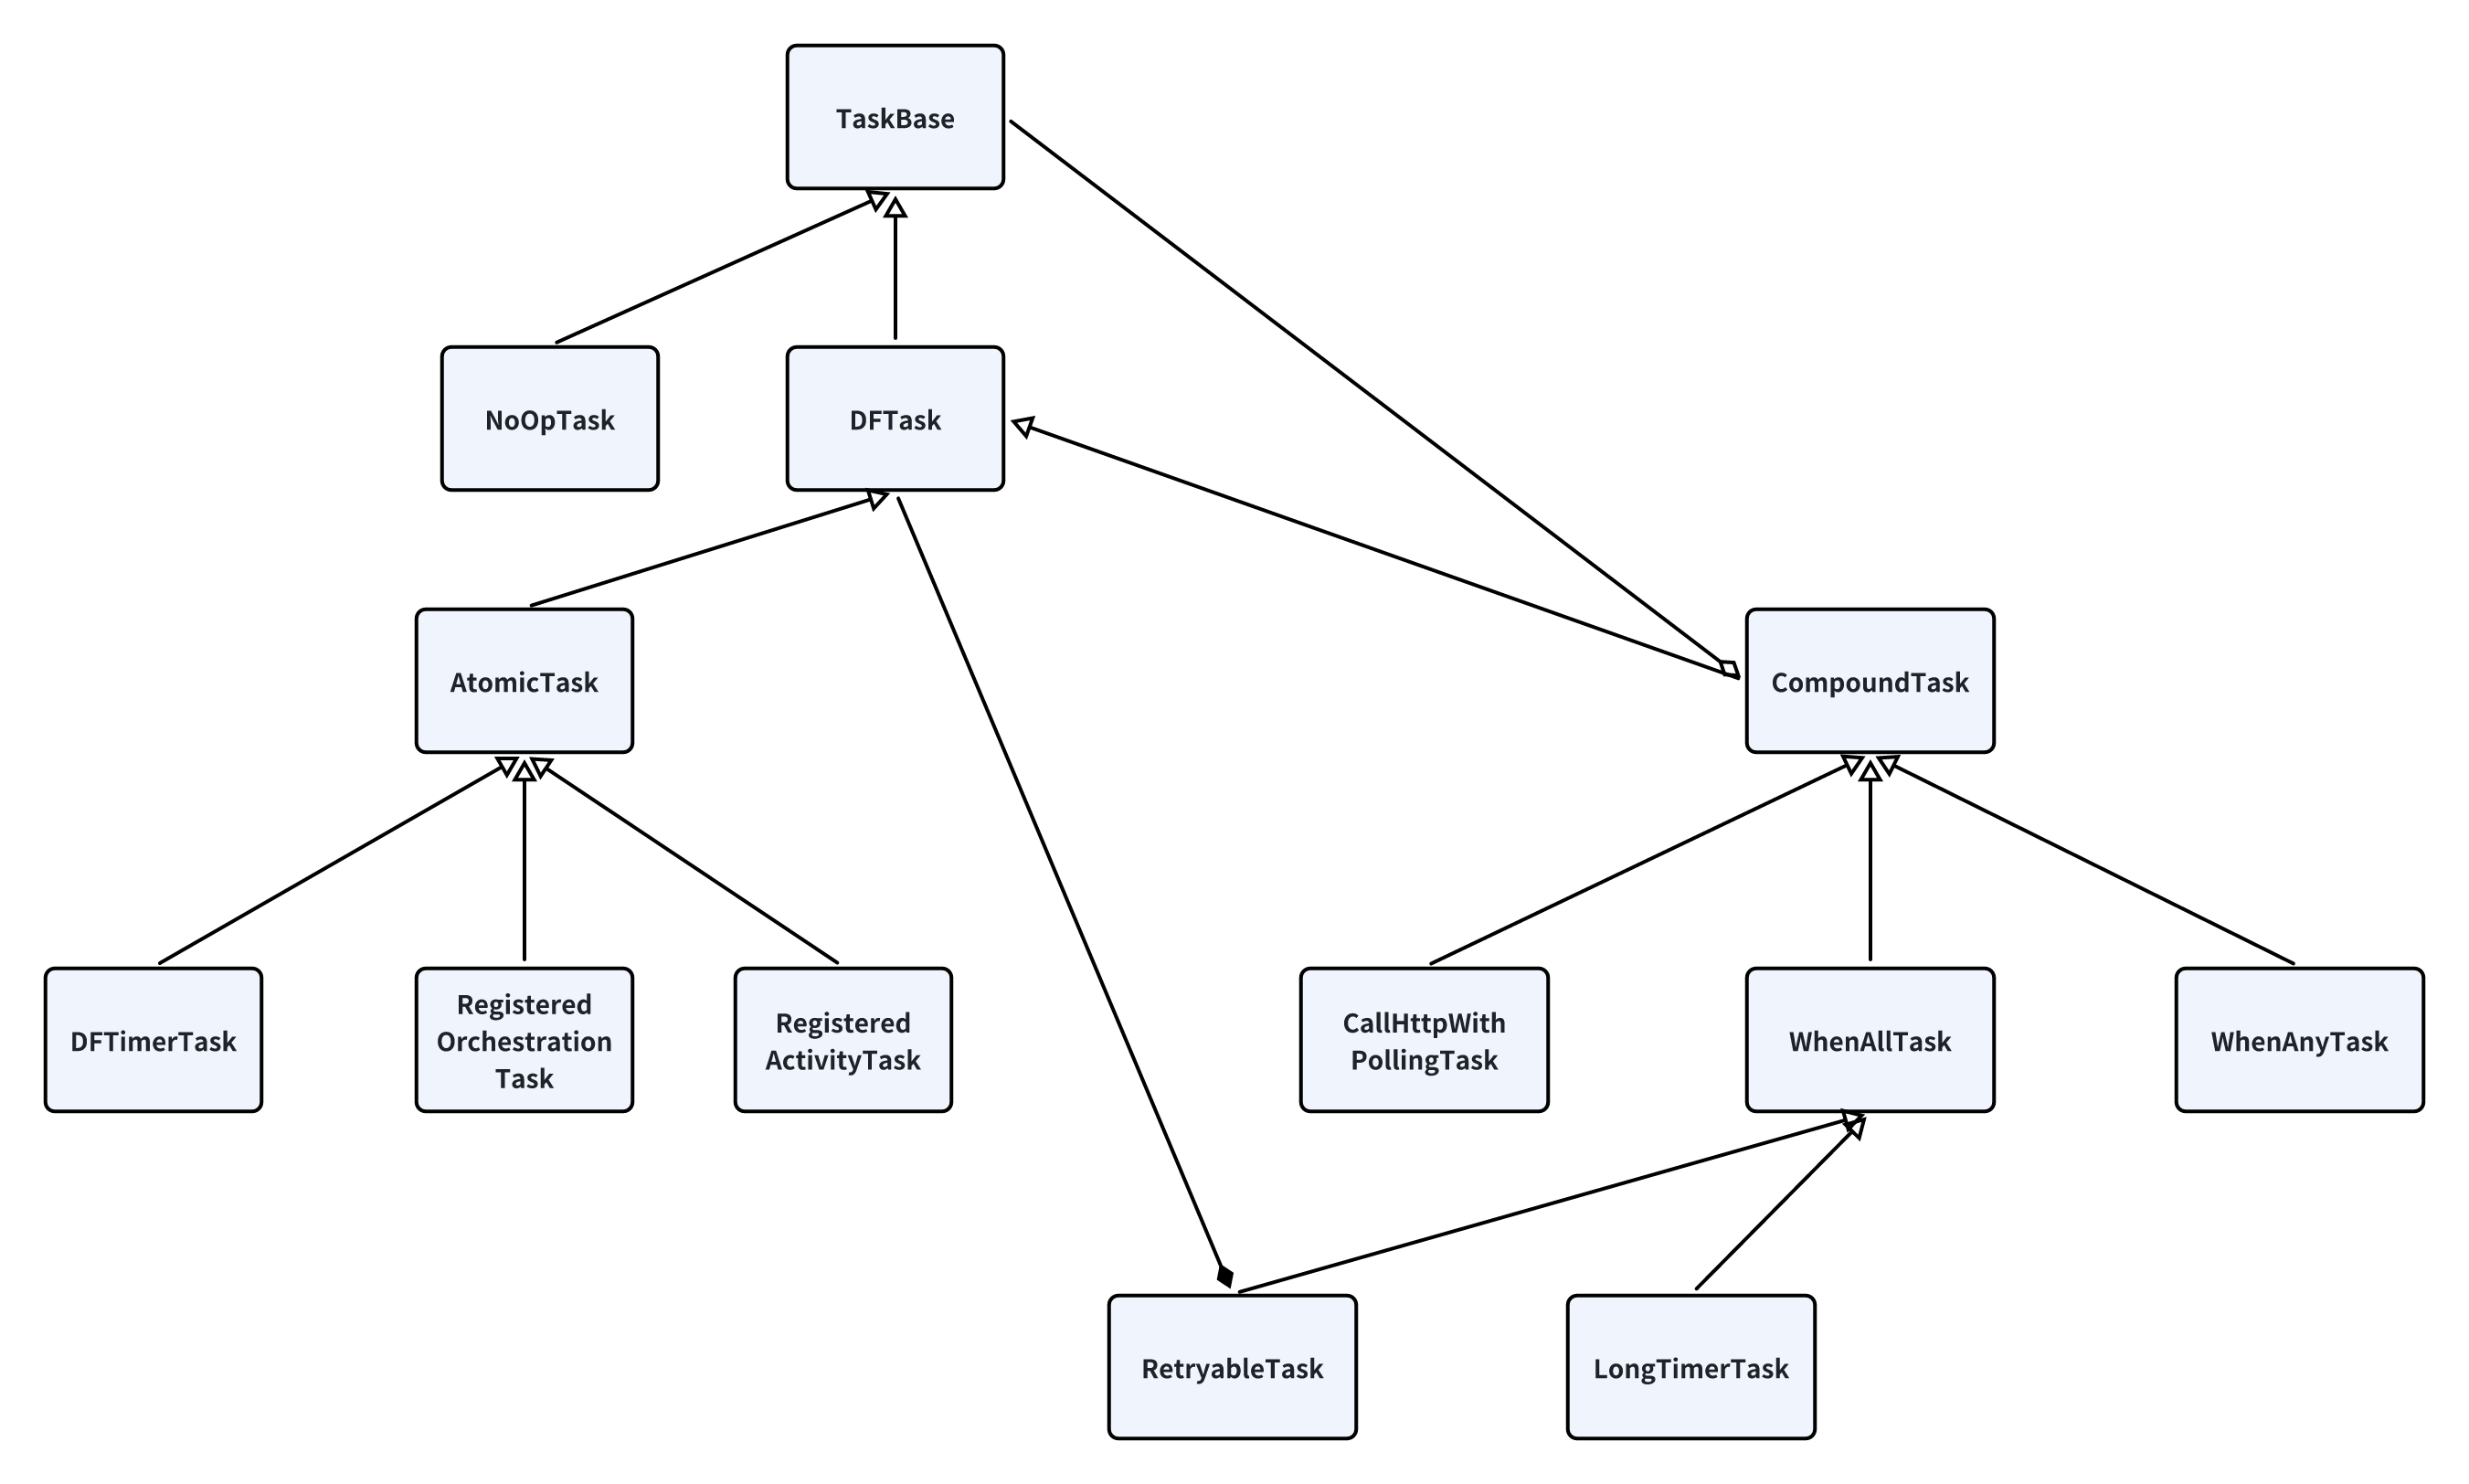 TaskBase
NoOpTask
DFTask
AtomicTask
CompoundTask
DFTimerTask
Registered
Orchestration
Task
Registered
ActivityTask
CallHttpWith
PollingTask
WhenAllTask
WhenAnyTask
RetryableTask
LongTimerTask